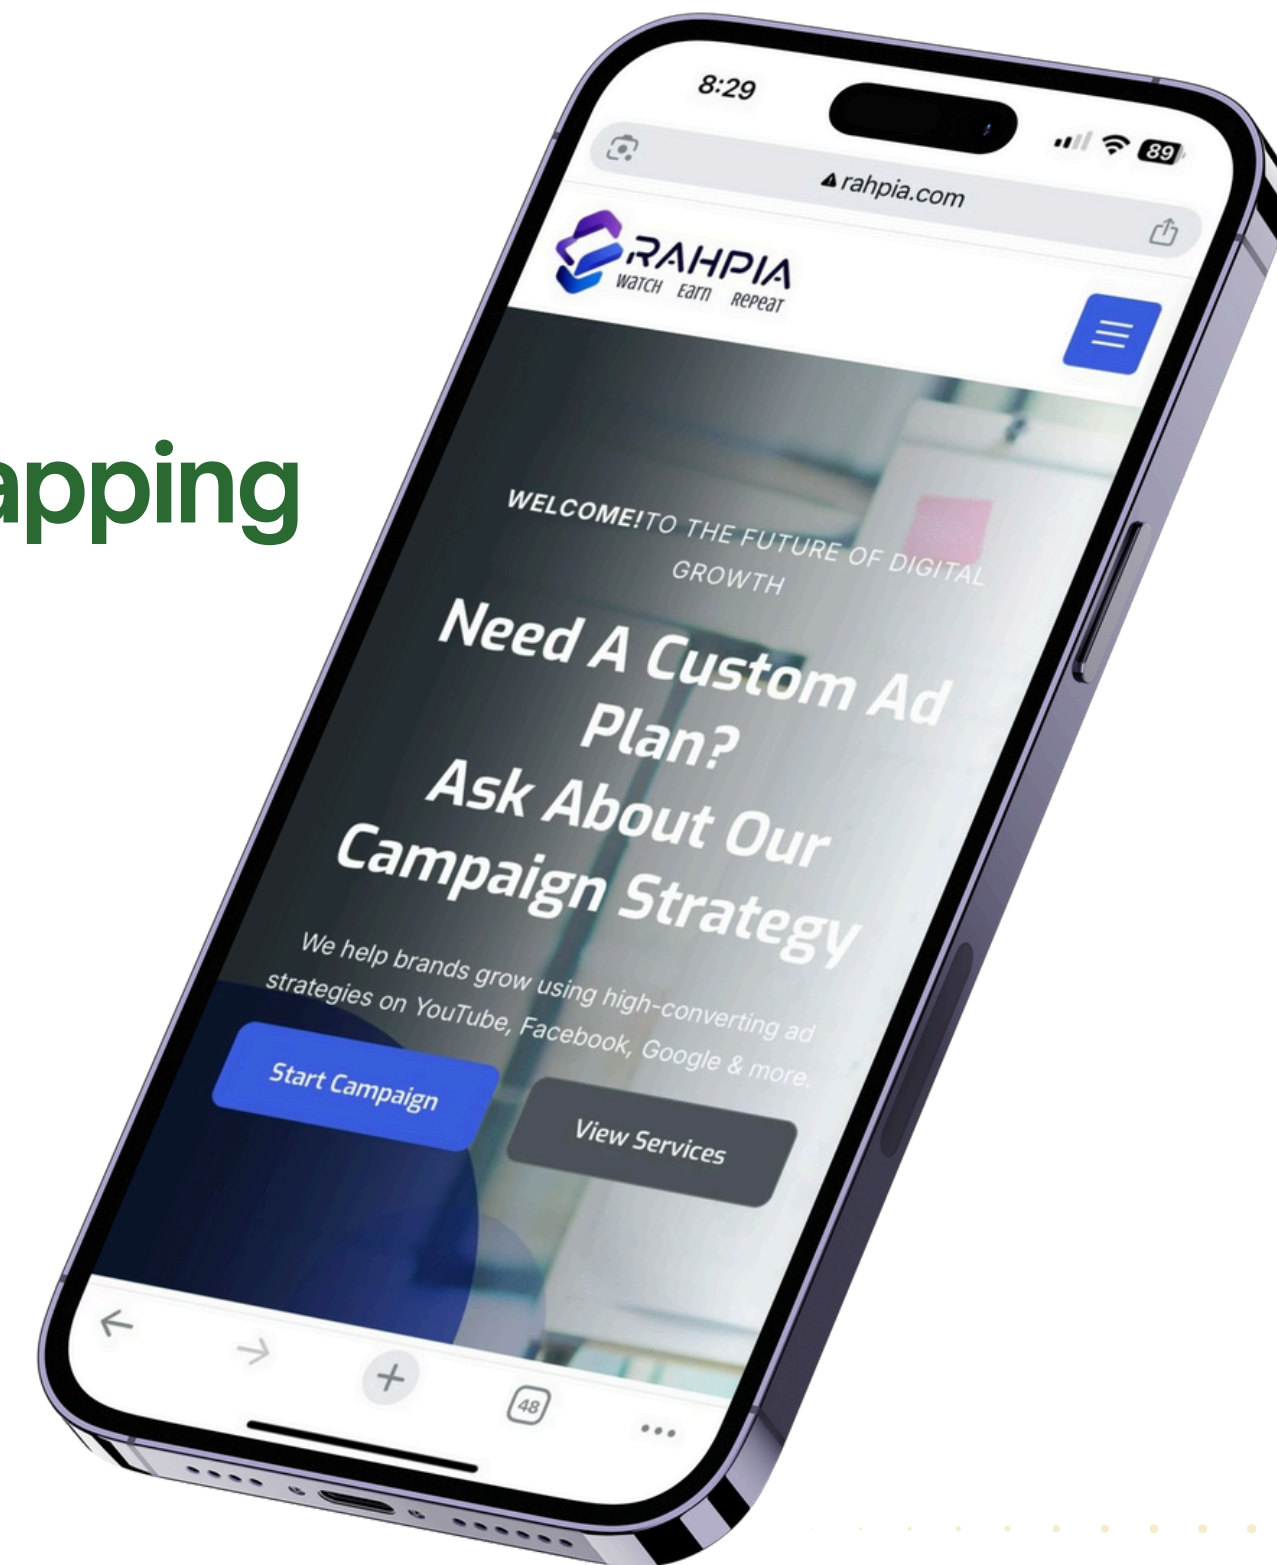 8:29
89
rahpia.com
RAHPIA
WATCH EARN REPEAT
apping
WELCOME!TO THE FUTURE OF DIGITAL
GROWTH
Need A Custom Ad
Plan?
Ask About Our
Campaign Strategy
We help brands grow using high-converting ad
strategies on YouTube, Facebook, Google & more.
Start Campaign
View Services
48